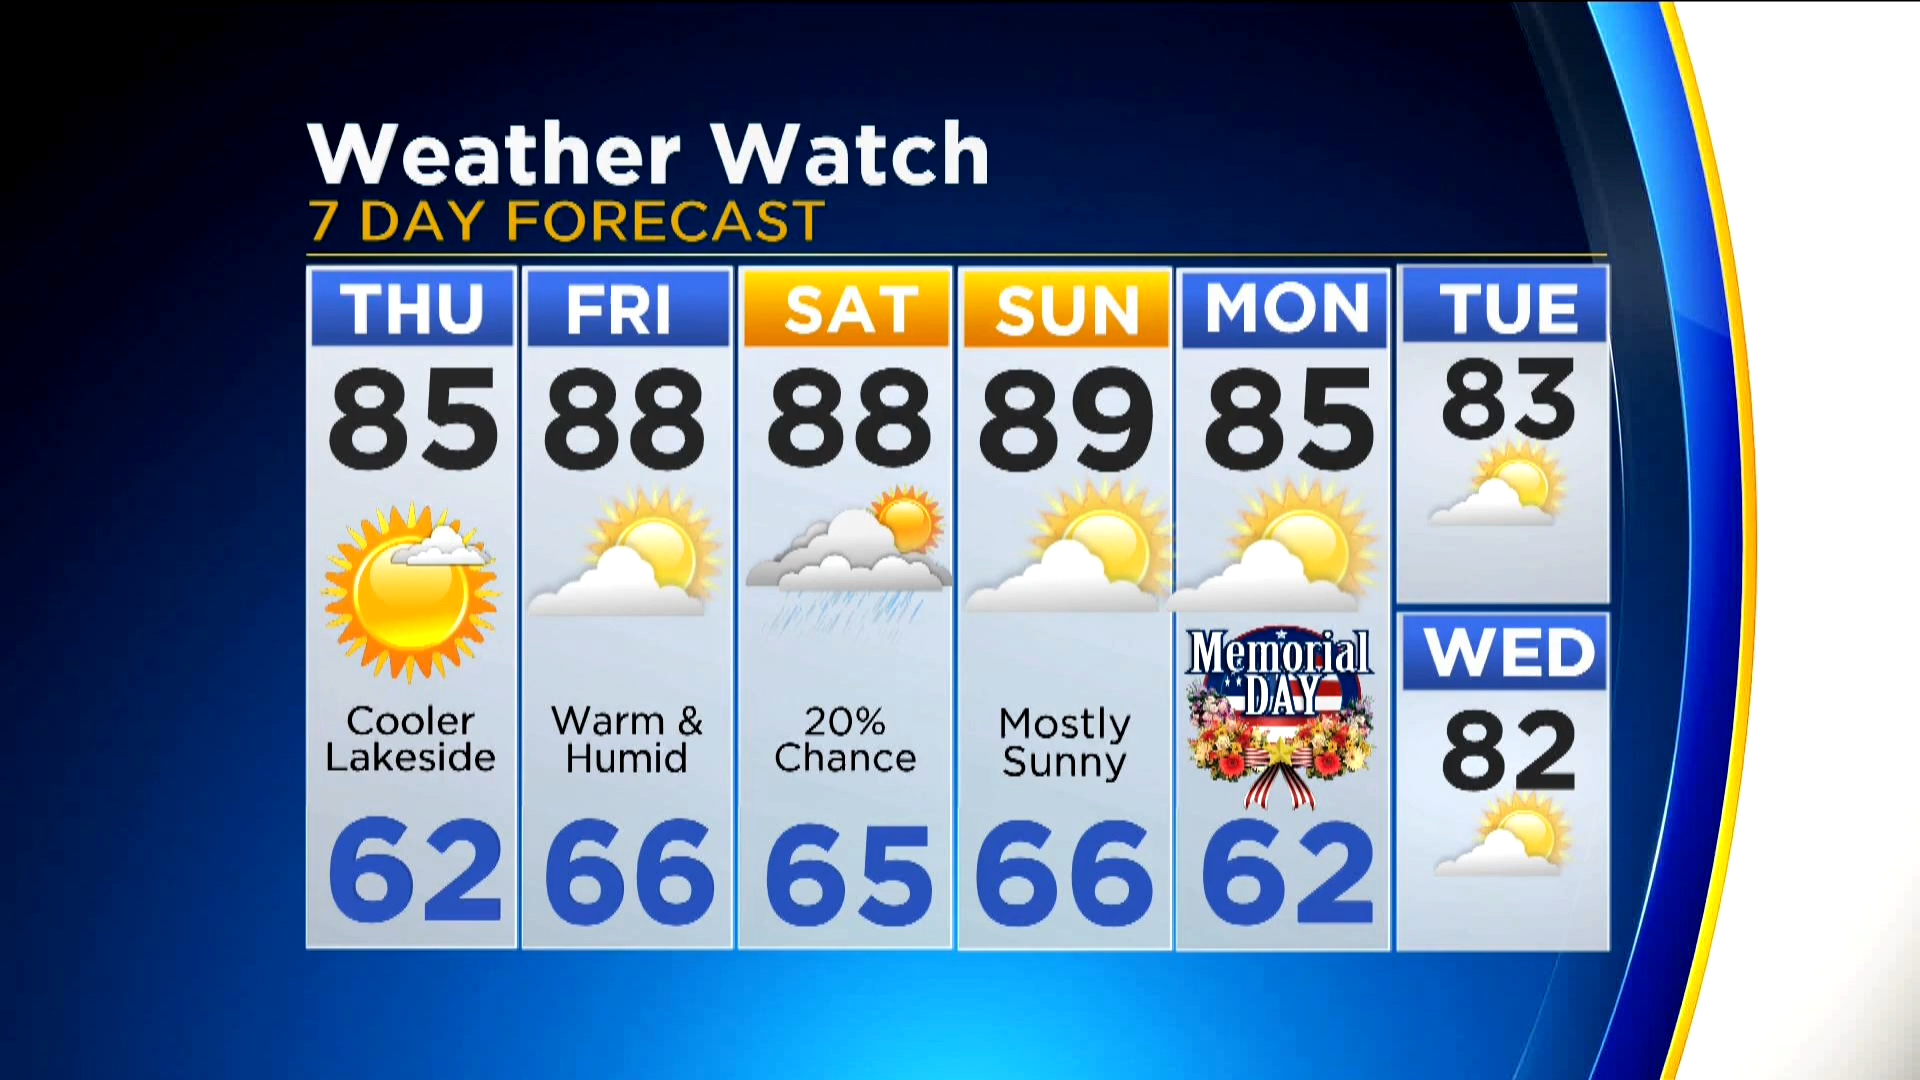 Weather Watch
7 DAY FORECAST
THU
85
Cooler
Lakeside
62
FRI
88
Warm &
Humid
66
SAT
88
20%
Chance
65
SUN
89
Mostly
Sunny
66
MON
85
Memorial
DAY
62
TUE
83
WED
82